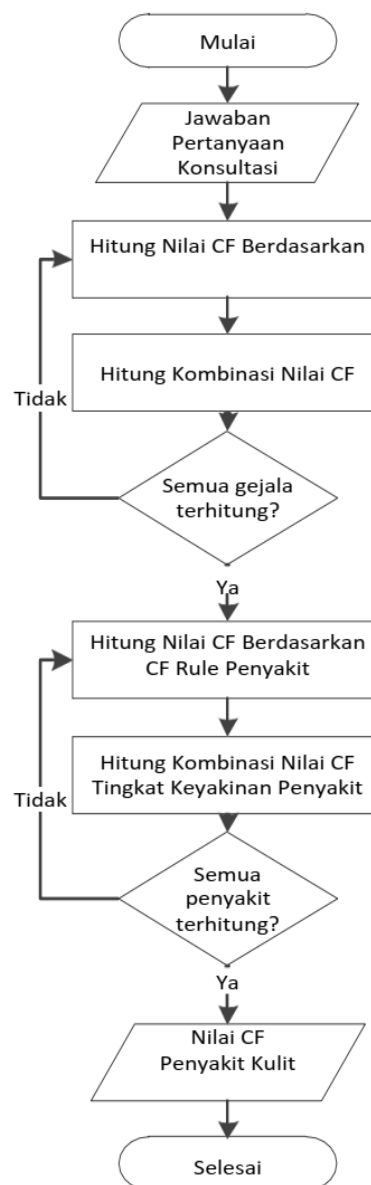 Mulai
Jawaban
Pertanyaan
Konsultasi
Hitung Nilai CF Berdasarkan
Hitung Kombinasi Nilai CF
Tidak
Semua gejala
terhitung?
Ya
Hitung Nilai CF Berdasarkan
CF Rule Penyakit
Hitung Kombinasi Nilai CF
Tingkat Keyakinan Penyakit
Tidak
Semua
penyakit
terhitung?
Ya
Nilai CF
Penyakit Kulit
Selesai